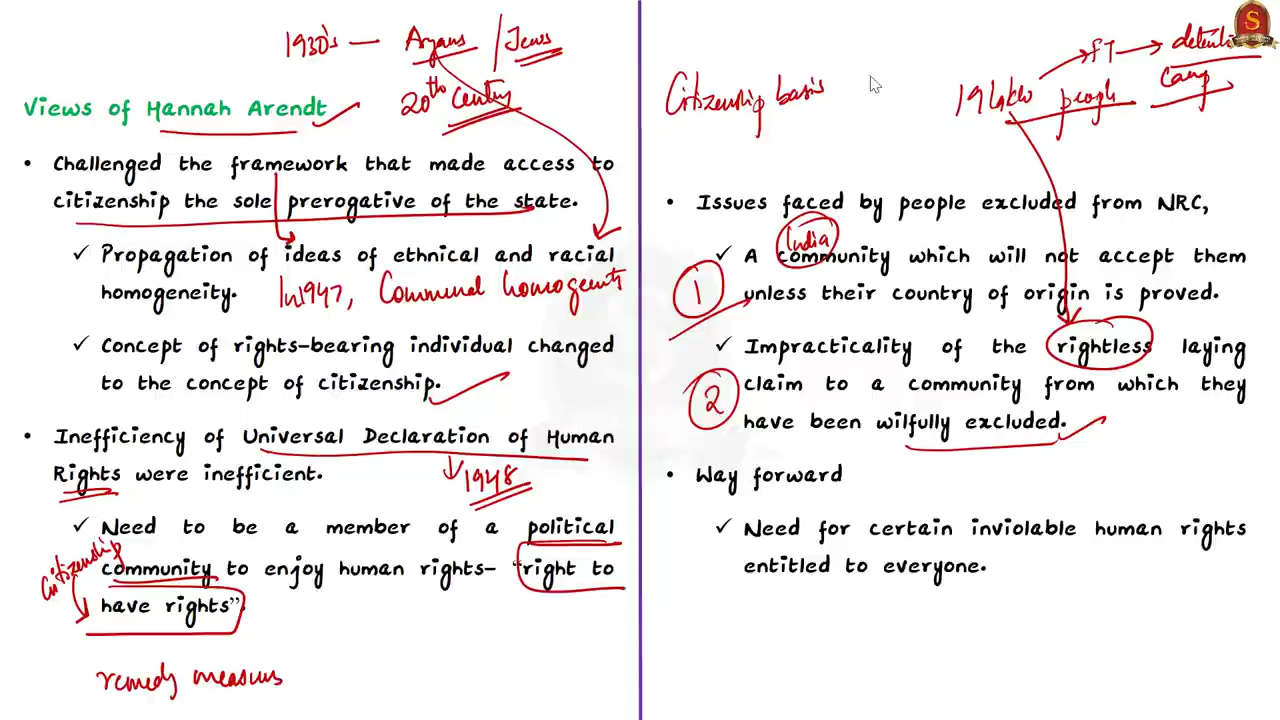 1930's — Aryans / Jews
20th Century
Views of Hannah Arendt
• Challenged the framework that made access to
citizenship the sole prerogative of the state.
✓ Propagation of ideas of ethnical and racial
homogeneity.
In 1947, Communal homogeneity
✓ Concept of rights-bearing individual changed
to the concept of citizenship.
• Inefficiency of Universal Declaration of Human
Rights were inefficient.
1948
✓ Need to be a member of a political
community to enjoy human rights- “right to
have rights”.
Citizenship
remedy measures
S
Citizenship basis
19 lakh people
FT → detention
Camp
• Issues faced by people excluded from NRC,
India
1
✓ A community which will not accept them
unless their country of origin is proved.
2
✓ Impracticality of the rightless laying
claim to a community from which they
have been wilfully excluded.
• Way forward
✓ Need for certain inviolable human rights
entitled to everyone.